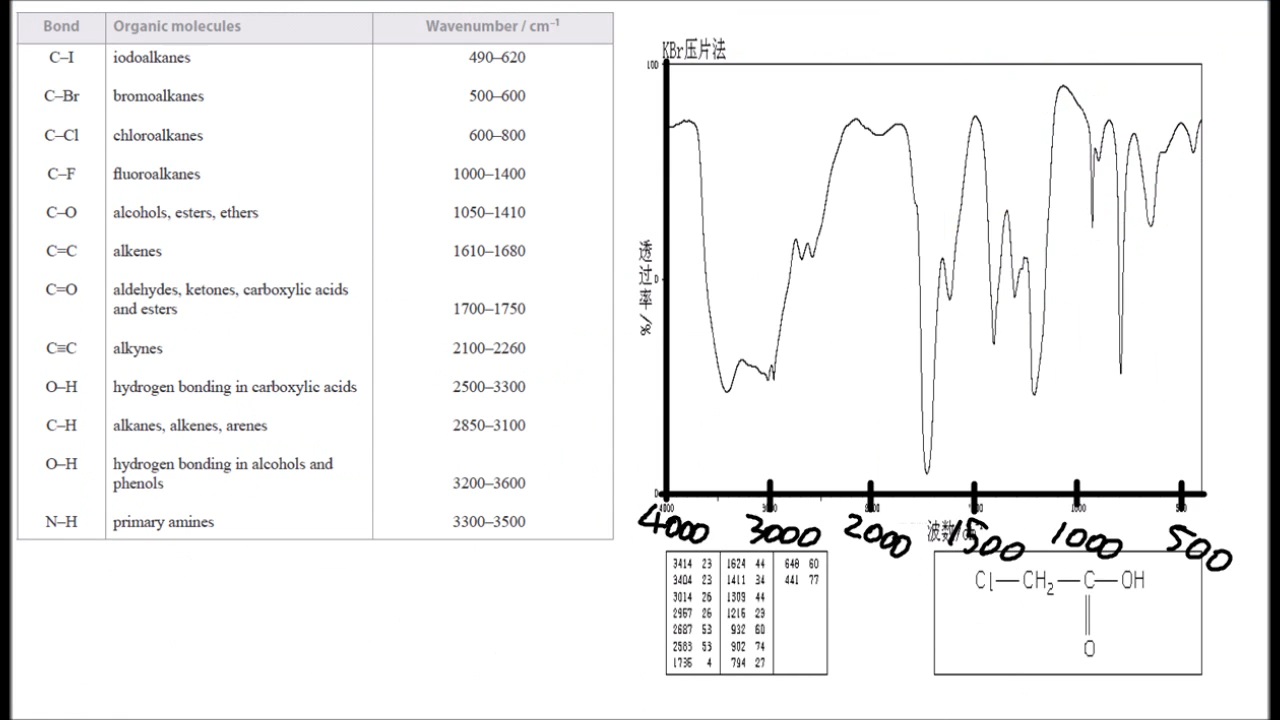 Bond Organic molecules Wavenumber / cm⁻¹
C–I iodoalkanes 490–620
C–Br bromoalkanes 500–600
C–Cl chloroalkanes 600–800
C–F fluoroalkanes 1000–1400
C–O alcohols, esters, ethers 1050–1410
C=C alkenes 1610–1680
C=O aldehydes, ketones, carboxylic acids
and esters 1700–1750
C≡C alkynes 2100–2260
O–H hydrogen bonding in carboxylic acids 2500–3300
C–H alkanes, alkenes, arenes 2850–3100
O–H hydrogen bonding in alcohols and
phenols 3200–3600
N–H primary amines 3300–3500
KBr压片法
100
透过率/%
0
4000 3000 2000 1500 1000 500
波数/
3414 23 1624 44 640 60
3404 23 1411 34 441 77
3014 26 1309 44
2967 26 1216 23
2687 53 932 60
2583 53 902 74
1736 4 794 27
Cl—CH₂—C—OH
O